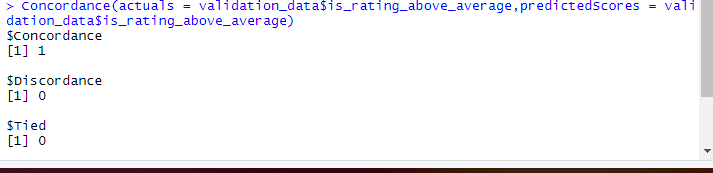 > Concordance(actuals = validation_data$is_rating_above_average,predictedScores = vali
dation_data$is_rating_above_average)
$Concordance
[1] 1
$Discordance
[1] 0
$Tied
[1] 0